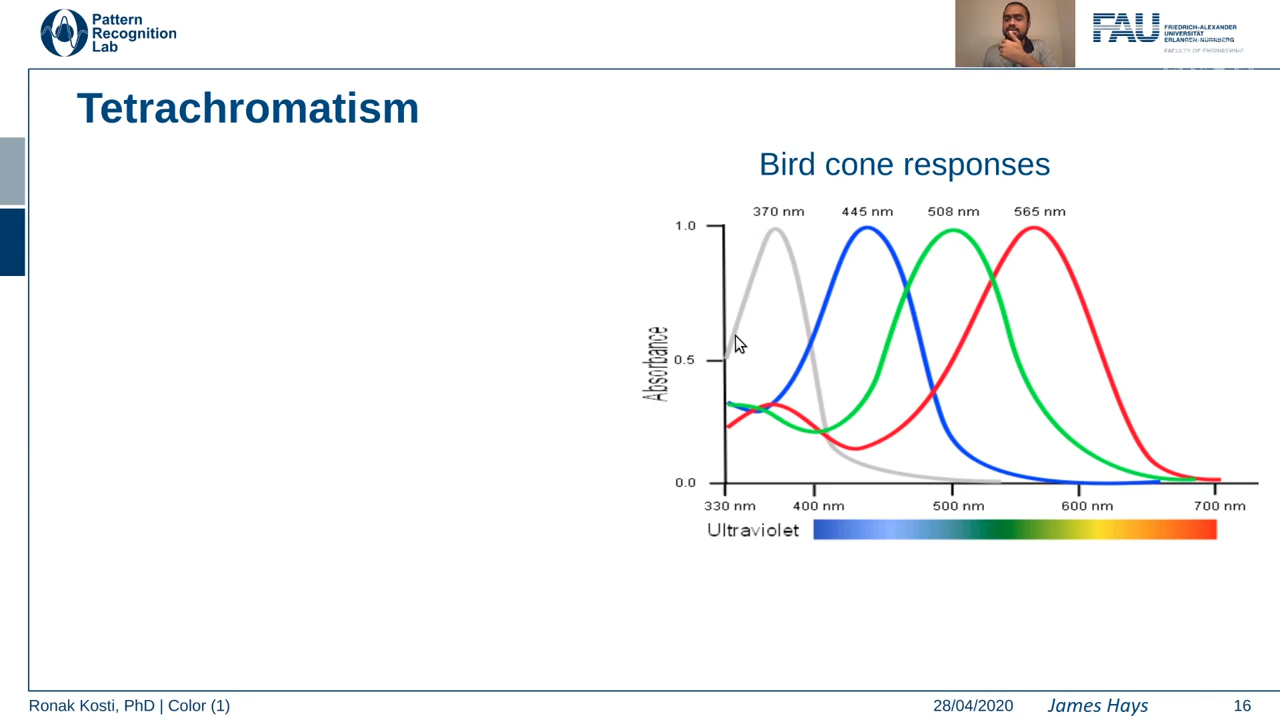 Pattern
Recognition
Lab
FAU
FRIEDRICH-ALEXANDER
UNIVERSITÄT
ERLANGEN-NÜRNBERG
FACULTY OF ENGINEERING
Tetrachromatism
Bird cone responses
370 nm 445 nm 508 nm 565 nm
1.0
0.5
0.0
Absorbance
330 nm 400 nm 500 nm 600 nm 700 nm
Ultraviolet
Ronak Kosti, PhD | Color (1) 28/04/2020 James Hays 16